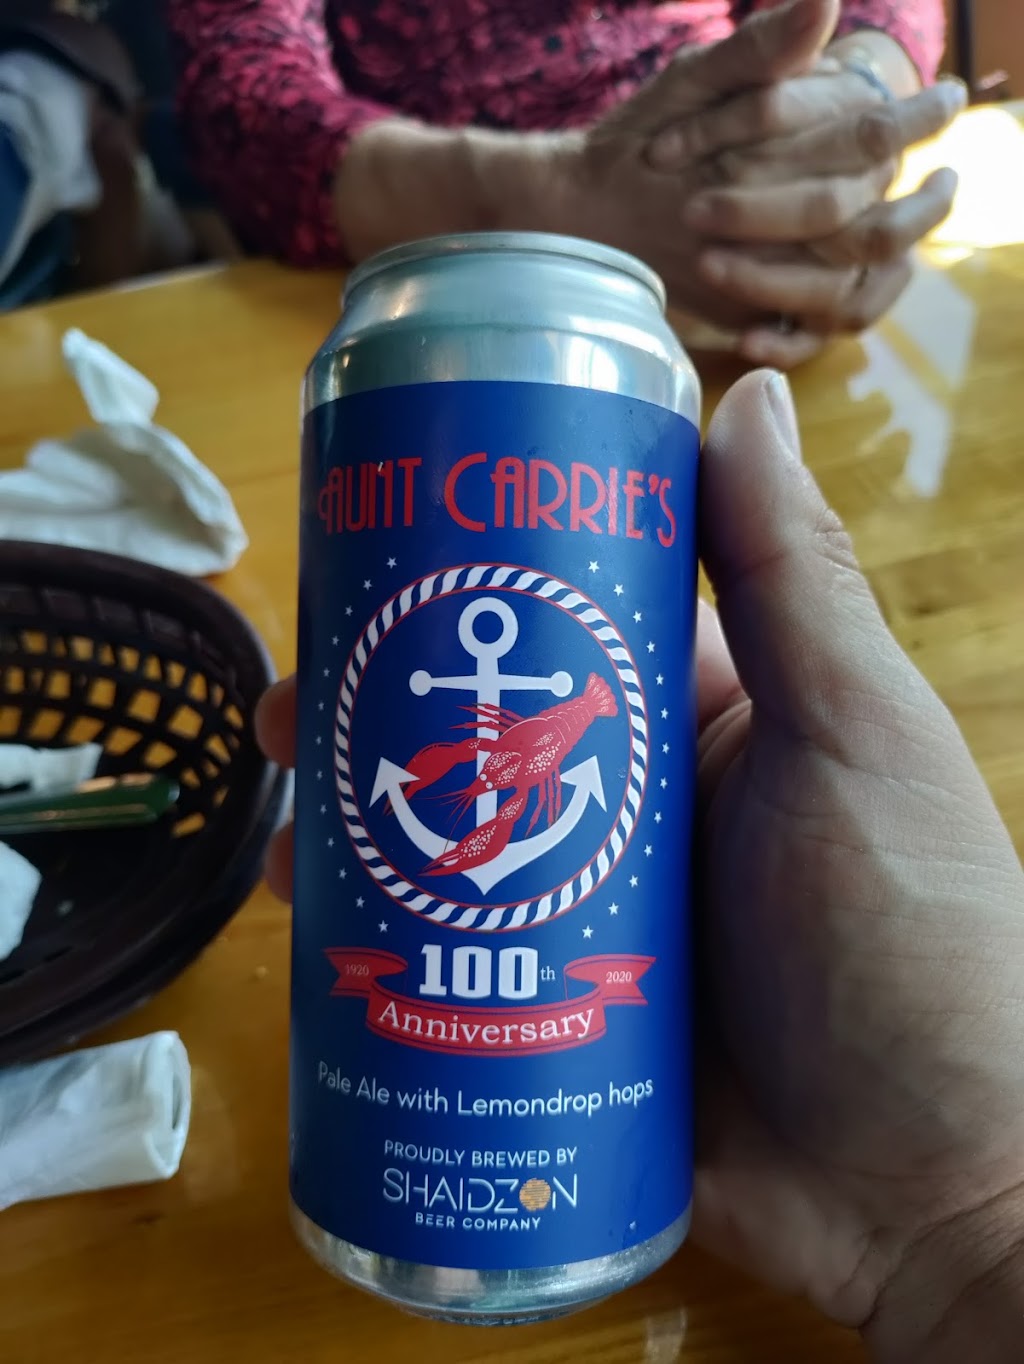 AUNT CARRIE'S
100th
1920 2020
Anniversary
Pale Ale with Lemondrop hops
PROUDLY BREWED BY
SHAIDZON
BEER COMPANY